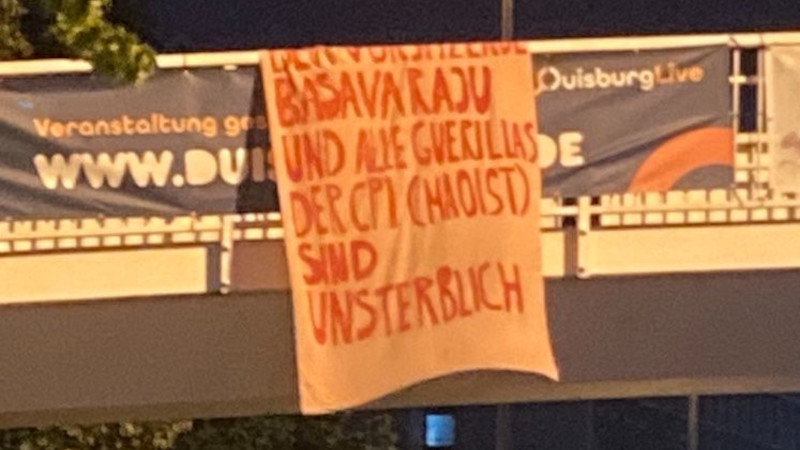 BASAVARAJU
UND ALLE GUERILLAS
DER CPI (MAOIST)
SIND
UNSTERBLICH
Veranstaltung
WWW.DUIS
DuisburgLive
DE